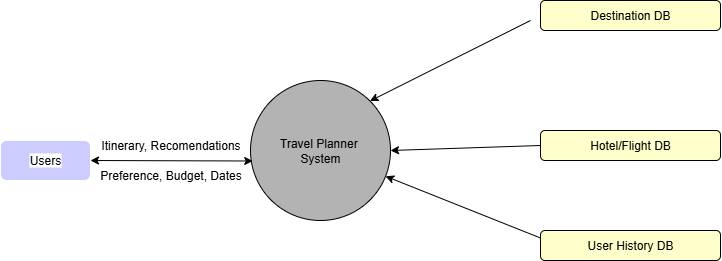 Destination DB
Itinerary, Recomendations
Users
Preference, Budget, Dates
Travel Planner
System
Hotel/Flight DB
User History DB